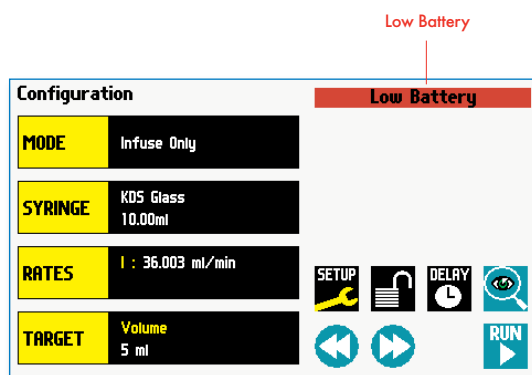 Low Battery
Configuration
Low Battery
MODE
Infuse Only
SYRINGE
KDS Glass
10.00ml
RATES
I : 36.003 ml/min
TARGET
Volume
5 ml
SETUP
DELAY
RUN